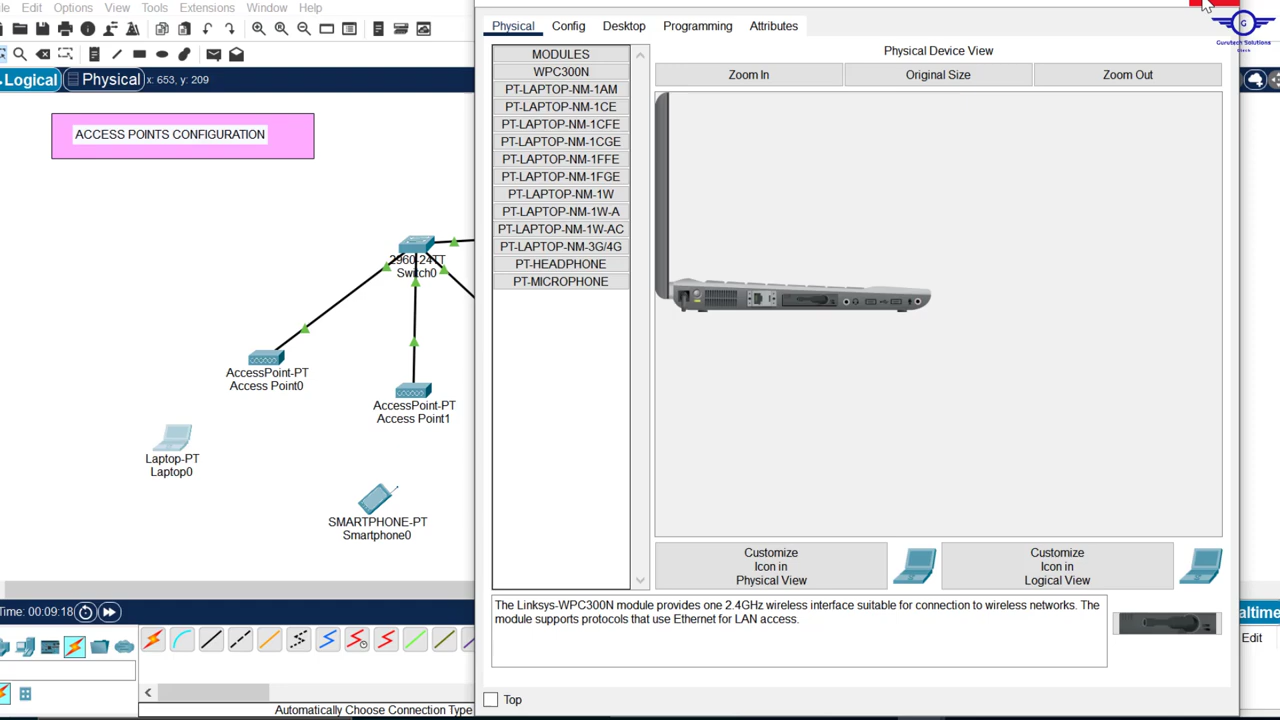 Edit Options View Tools Extensions Window Help
Logical
Physical
x: 653, y: 209
ACCESS POINTS CONFIGURATION
2960-24TT
Switch0
AccessPoint-PT
Access Point0
AccessPoint-PT
Access Point1
Laptop-PT
Laptop0
SMARTPHONE-PT
Smartphone0
Time: 00:09:18
Automatically Choose Connection Type
Physical Config Desktop Programming Attributes
MODULES
WPC300N
PT-LAPTOP-NM-1AM
PT-LAPTOP-NM-1CE
PT-LAPTOP-NM-1CFE
PT-LAPTOP-NM-1CGE
PT-LAPTOP-NM-1FFE
PT-LAPTOP-NM-1FGE
PT-LAPTOP-NM-1W
PT-LAPTOP-NM-1W-A
PT-LAPTOP-NM-1W-AC
PT-LAPTOP-NM-3G/4G
PT-HEADPHONE
PT-MICROPHONE
Physical Device View
Zoom In Original Size Zoom Out
Customize
Icon in
Physical View
Customize
Icon in
Logical View
The Linksys-WPC300N module provides one 2.4GHz wireless interface suitable for connection to wireless networks. The
module supports protocols that use Ethernet for LAN access.
Top
G
Gurutech Solutions
altime
Edit